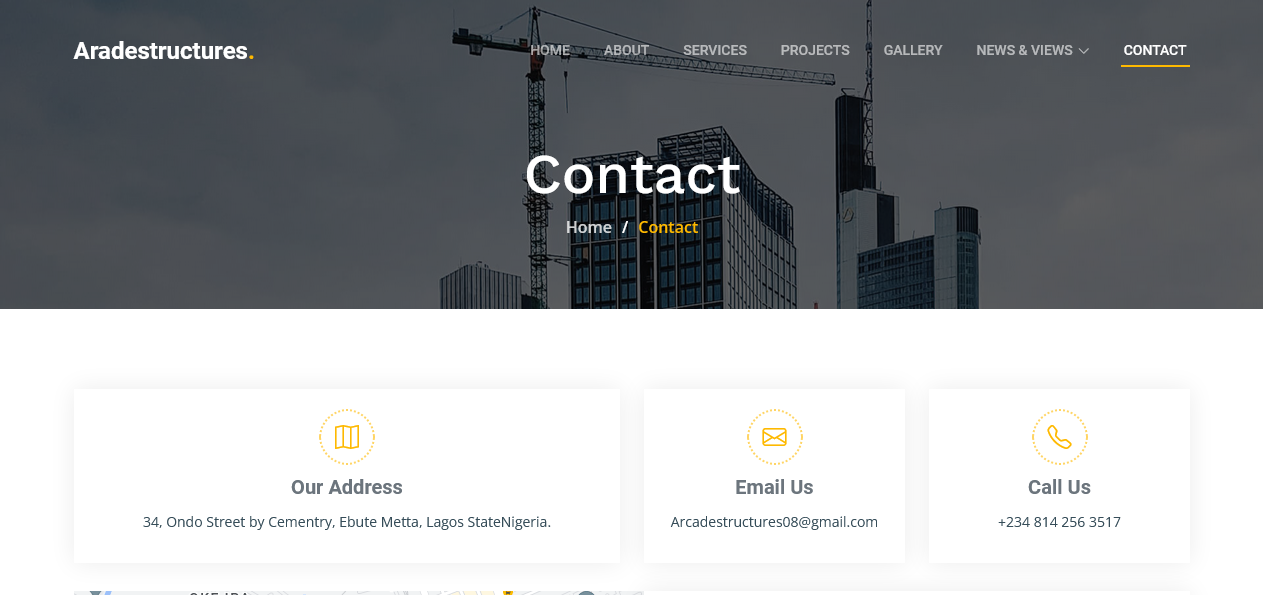 Aradestructures.
HOME ABOUT SERVICES PROJECTS GALLERY NEWS & VIEWS CONTACT
Contact
Home / Contact
Our Address
34, Ondo Street by Cementry, Ebute Metta, Lagos StateNigeria.
Email Us
Arcadestructures08@gmail.com
Call Us
+234 814 256 3517